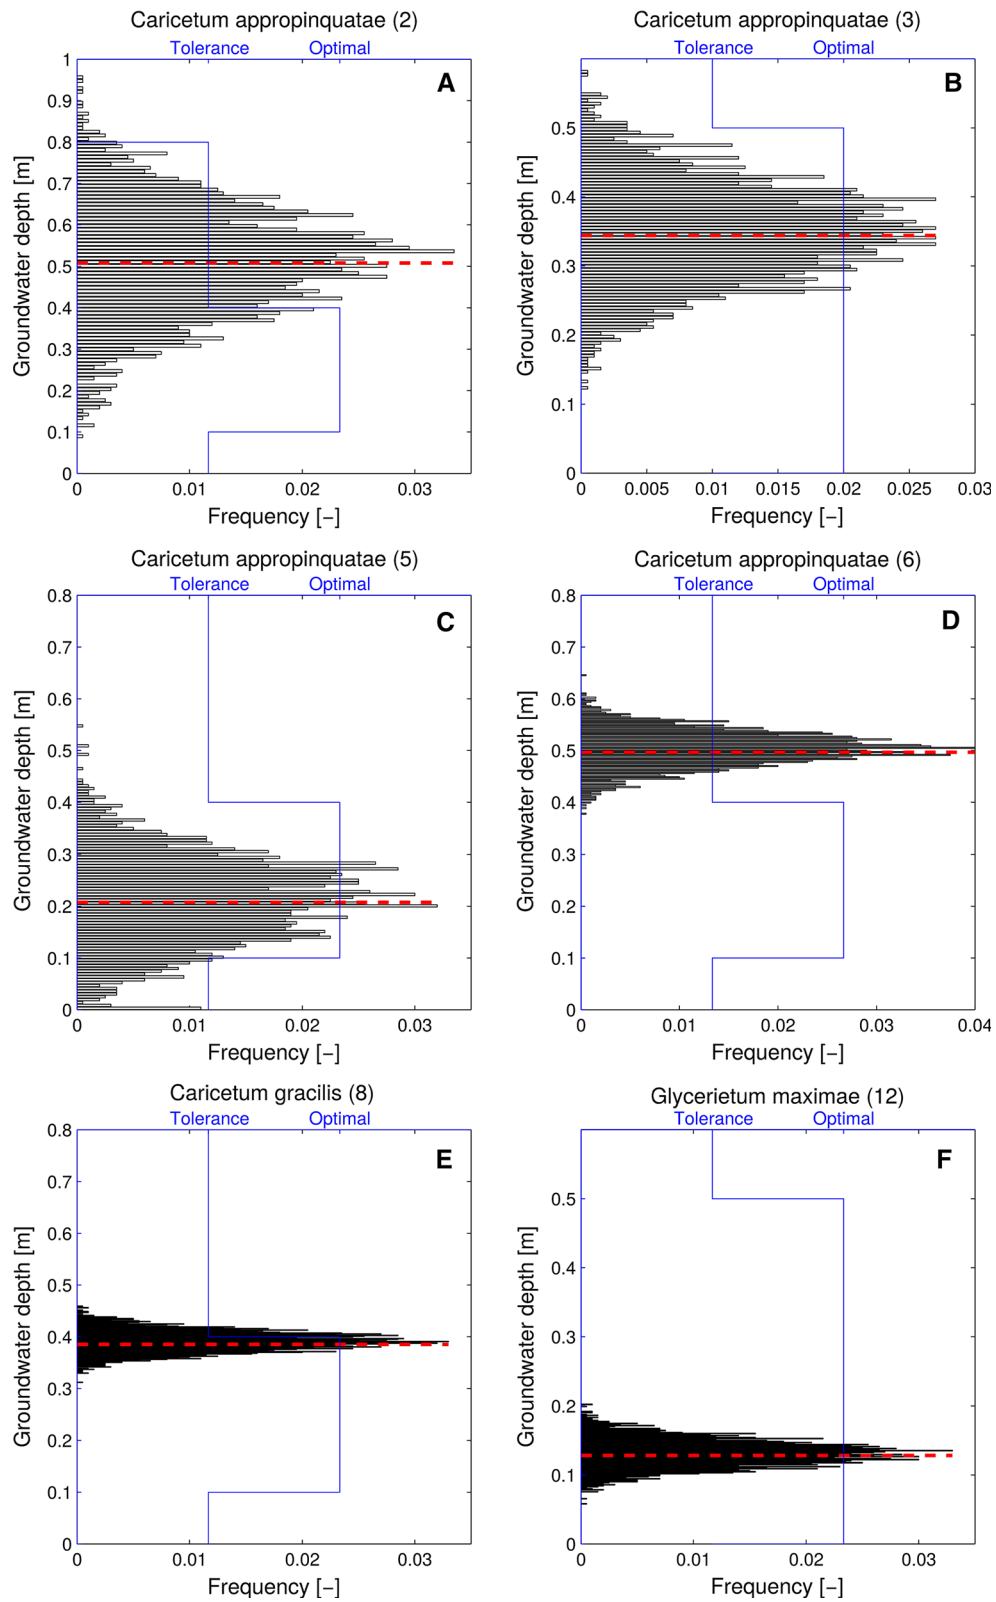 Caricetum appropinquatae (2)
Tolerance Optimal
A
1
0.9
0.8
0.7
0.6
0.5
0.4
0.3
0.2
0.1
0
Groundwater depth [m]
0 0.01 0.02 0.03
Frequency [−]
Caricetum appropinquatae (3)
Tolerance Optimal
B
0.5
0.4
0.3
0.2
0.1
0
Groundwater depth [m]
0 0.005 0.01 0.015 0.02 0.025 0.03
Frequency [−]
Caricetum appropinquatae (5)
Tolerance Optimal
C
0.8
0.7
0.6
0.5
0.4
0.3
0.2
0.1
0
Groundwater depth [m]
0 0.01 0.02 0.03
Frequency [−]
Caricetum appropinquatae (6)
Tolerance Optimal
D
0.8
0.7
0.6
0.5
0.4
0.3
0.2
0.1
0
Groundwater depth [m]
0 0.01 0.02 0.03 0.04
Frequency [−]
Caricetum gracilis (8)
Tolerance Optimal
E
0.8
0.7
0.6
0.5
0.4
0.3
0.2
0.1
0
Groundwater depth [m]
0 0.01 0.02 0.03
Frequency [−]
Glycerietum maximae (12)
Tolerance Optimal
F
0.5
0.4
0.3
0.2
0.1
0
Groundwater depth [m]
0 0.01 0.02 0.03
Frequency [−]